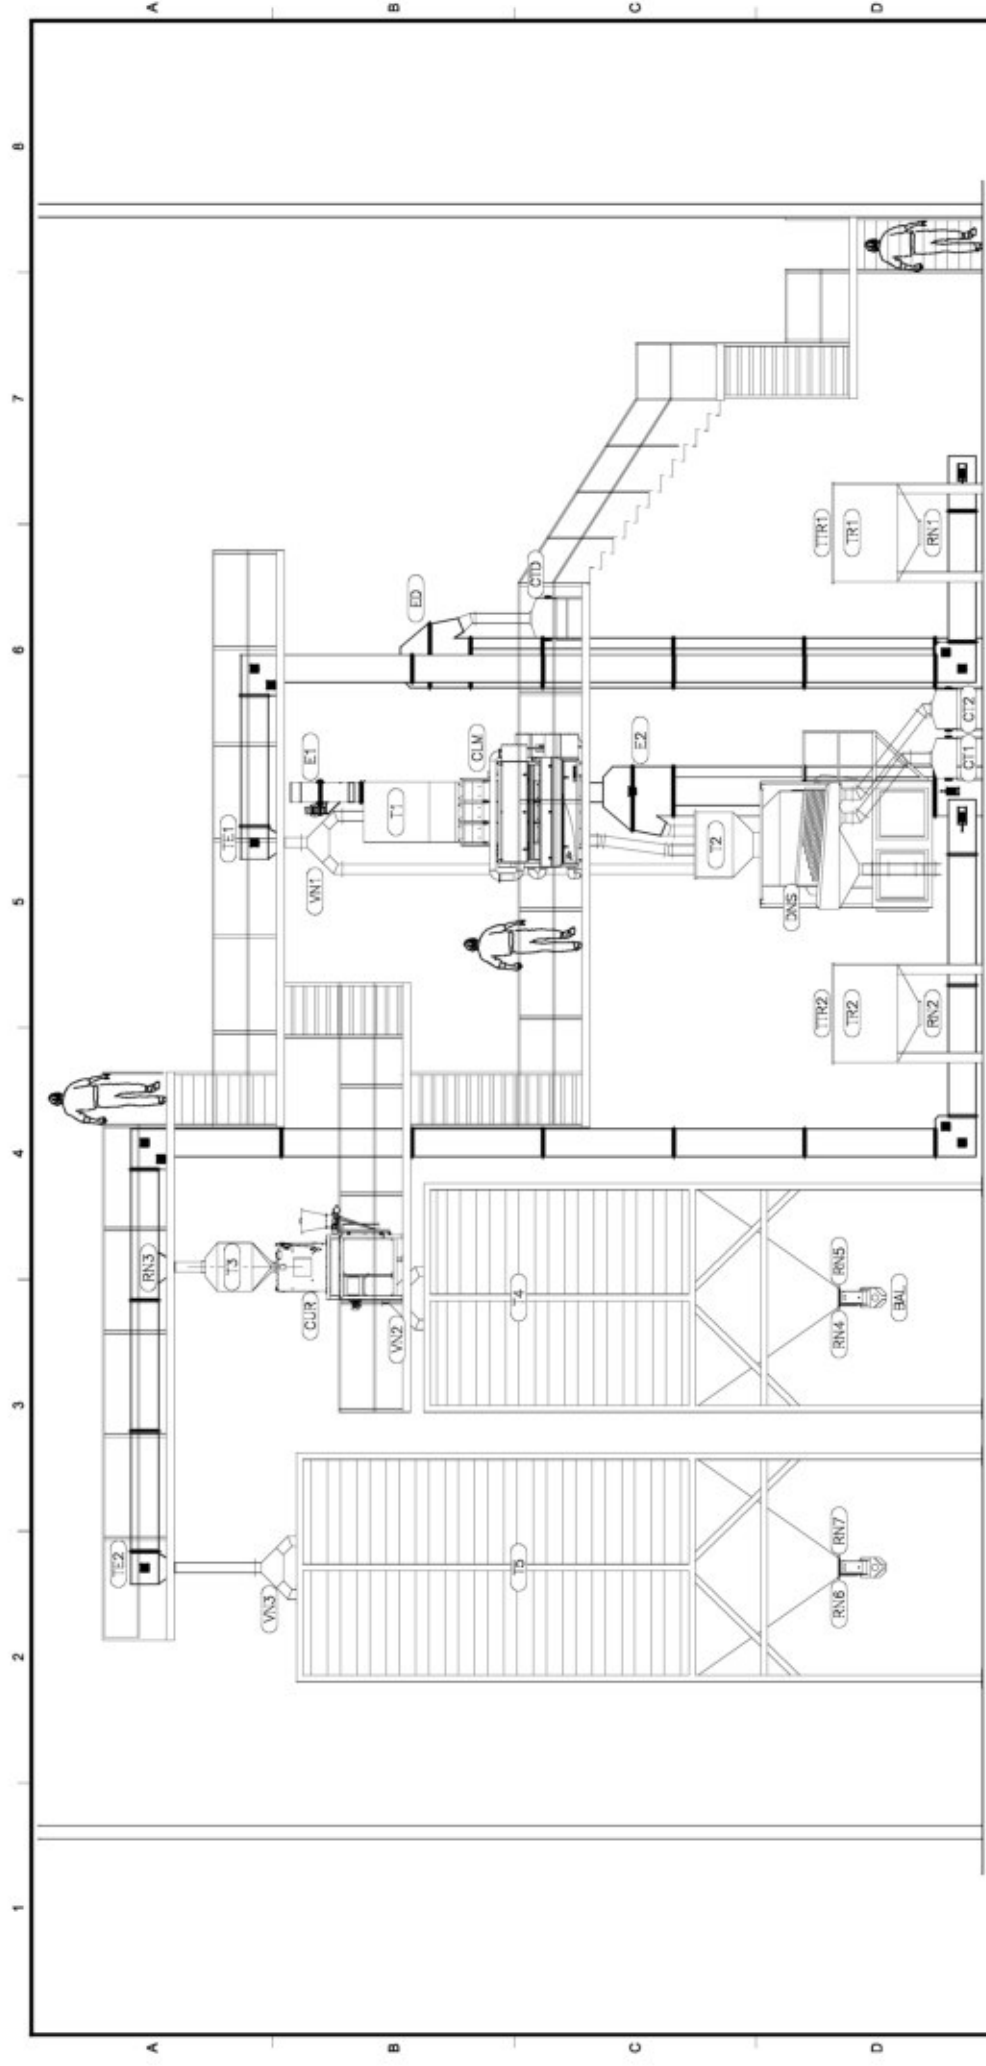 1 2 3 4 5 6 7 8
TE2
A RN3 A
T3 TE1
VN3
CUR VN1 E1
B VN2 T1 B
ED
CLM
T5 T4 CTD
C E2 C
T2
DNS
TTR2 TTR1
RN6 RN7 RN4 RN5 TR2 TR1
D D
BAL
RN2 RN1
CT1 CT2